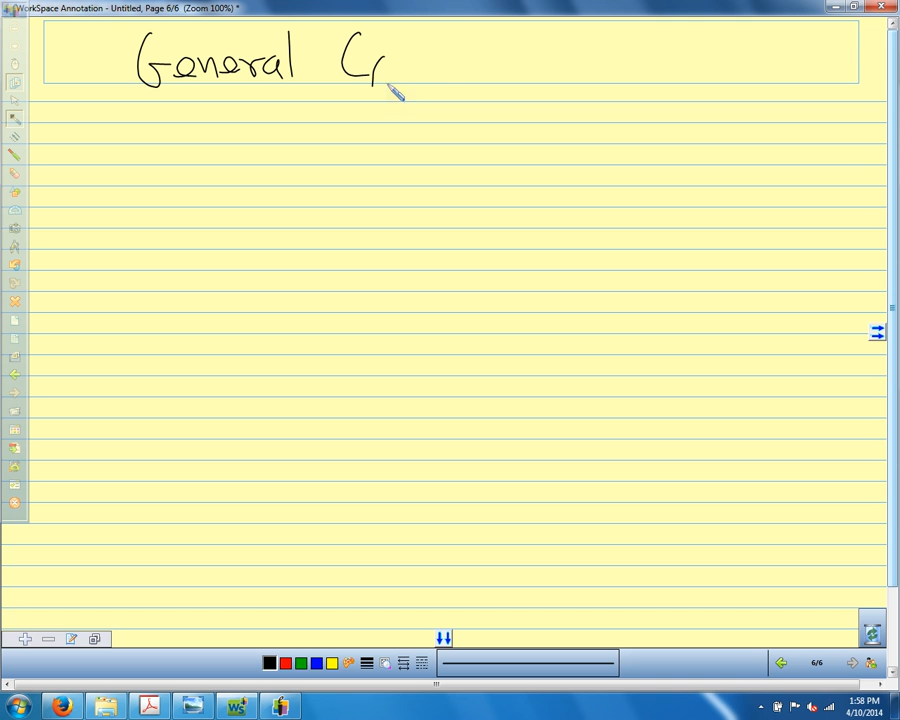 WorkSpace Annotation - Untitled, Page 6/6 (Zoom 100%) *
General C
6/6
1:58 PM
4/10/2014